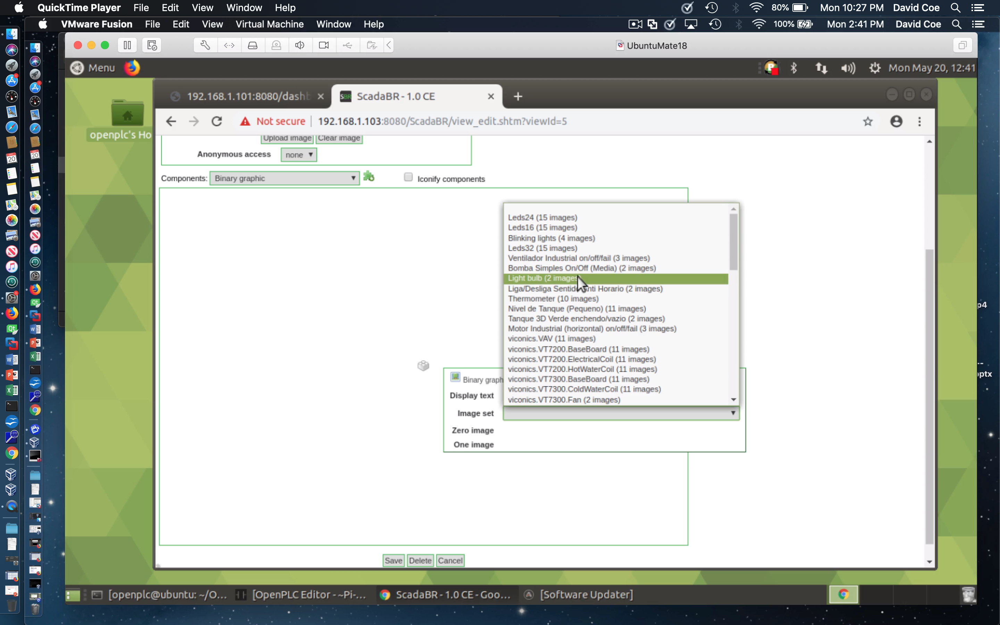 QuickTime Player File Edit View Window Help 80% Mon 10:27 PM David Coe
VMware Fusion File Edit View Virtual Machine Window Help 100% Mon 2:41 PM David Coe
UbuntuMate18
Menu Mon May 20, 12:41
openplc's Ho
192.168.1.101:8080/dashb
ScadaBR - 1.0 CE
Not secure 192.168.1.103:8080/ScadaBR/view_edit.shtm?viewId=5
Upload image Clear image
Anonymous access none
Components: Binary graphic Iconify components
Leds24 (15 images)
Leds16 (15 images)
Blinking lights (4 images)
Leds32 (15 images)
Ventilador Industrial on/off/fail (3 images)
Bomba Simples On/Off (Media) (2 images)
Light bulb (2 images)
Liga/Desliga Sentido Anti Horario (2 images)
Thermometer (10 images)
Nivel de Tanque (Pequeno) (11 images)
Tanque 3D Verde enchendo/vazio (2 images)
Motor Industrial (horizontal) on/off/fail (3 images)
viconics.VAV (11 images)
viconics.VT7200.BaseBoard (11 images)
viconics.VT7200.ElectricalCoil (11 images)
viconics.VT7200.HotWaterCoil (11 images)
viconics.VT7300.BaseBoard (11 images)
viconics.VT7300.ColdWaterCoil (11 images)
viconics.VT7300.Fan (2 images)
Binary graph
Display text
Image set
Zero image
One image
Save Delete Cancel
p4
pptx
[openplc@ubuntu: ~/O... [OpenPLC Editor - ~Pi-... ScadaBR - 1.0 CE - Goo... [Software Updater]